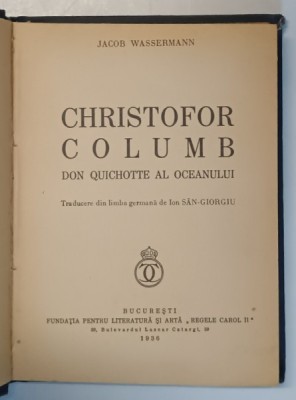 JACOB WASSERMANN
CHRISTOFOR
COLUMB
DON QUICHOTTE AL OCEANULUI
Traducere din limba germană de Ion SÂN-GIORGIU
BUCUREŞTI
FUNDAŢIA PENTRU LITERATURĂ ŞI ARTĂ „REGELE CAROL II"
39, Bulevardul Lascar Catargi, 39
1936